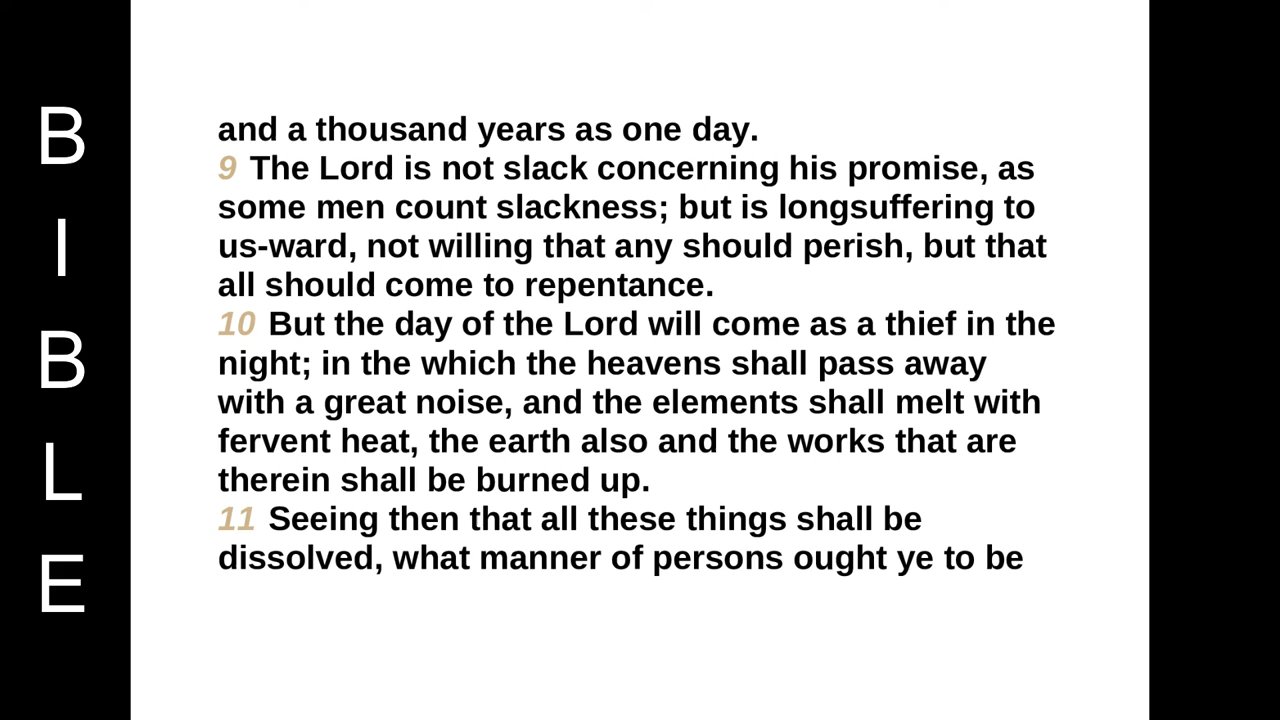 BIBLE
and a thousand years as one day.
9 The Lord is not slack concerning his promise, as
some men count slackness; but is longsuffering to
us-ward, not willing that any should perish, but that
all should come to repentance.
10 But the day of the Lord will come as a thief in the
night; in the which the heavens shall pass away
with a great noise, and the elements shall melt with
fervent heat, the earth also and the works that are
therein shall be burned up.
11 Seeing then that all these things shall be
dissolved, what manner of persons ought ye to be